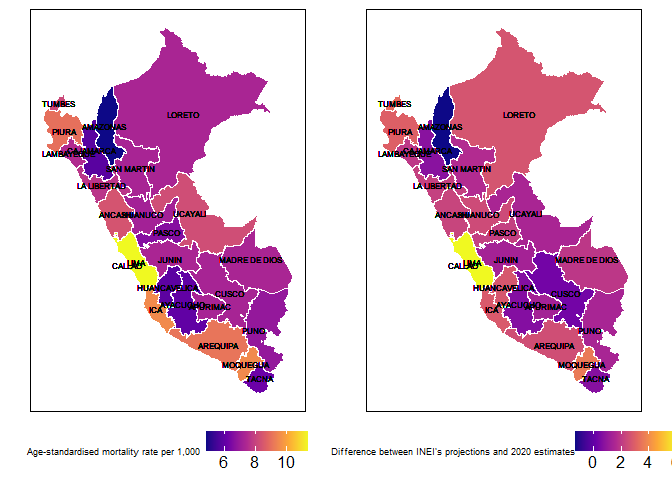 TUMBES
PIURA
AMAZONAS
LORETO
LAMBAYEQUE
CAJAMARCA
SAN MARTIN
LA LIBERTAD
ANCASH
HUANUCO
UCAYALI
PASCO
LIMA
CALLAO
JUNIN
MADRE DE DIOS
HUANCAVELICA
CUSCO
AYACUCHO
APURIMAC
ICA
PUNO
AREQUIPA
MOQUEGUA
TACNA
Age-standardised mortality rate per 1,000
6 8 10
TUMBES
PIURA
AMAZONAS
LORETO
LAMBAYEQUE
CAJAMARCA
SAN MARTIN
LA LIBERTAD
ANCASH
HUANUCO
UCAYALI
PASCO
LIMA
CALLAO
JUNIN
MADRE DE DIOS
HUANCAVELICA
CUSCO
AYACUCHO
APURIMAC
ICA
PUNO
AREQUIPA
MOQUEGUA
TACNA
Difference between INEI's projections and 2020 estimates
0 2 4